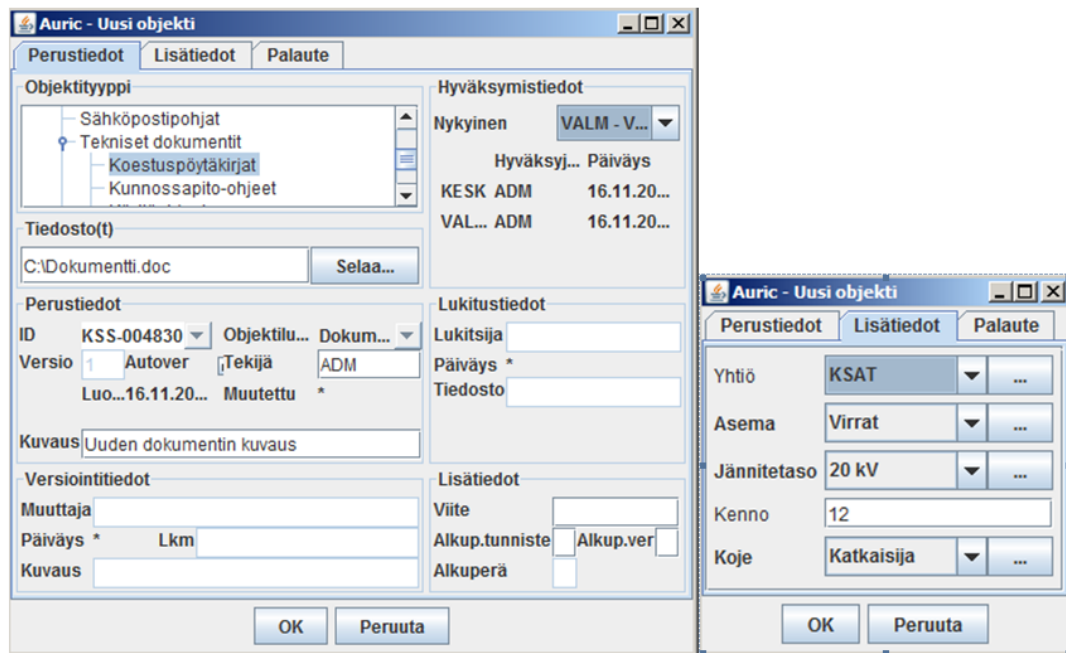 Auric - Uusi objekti
Perustiedot Lisätiedot Palaute
Objektityyppi
Sähköpostipohjat
Tekniset dokumentit
Koestuspöytäkirjat
Kunnossapito-ohjeet
Tiedosto(t)
C:\Dokumentti.doc Selaa...
Perustiedot
ID KSS-004830 Objektilu... Dokum...
Versio 1 Autover Tekijä ADM
Luo...16.11.20... Muutettu *
Kuvaus Uuden dokumentin kuvaus
Versiointitiedot
Muuttaja
Päiväys * Lkm
Kuvaus
Hyväksymistiedot
Nykyinen VALM - V...
Hyväksyj... Päiväys
KESK ADM 16.11.20...
VAL... ADM 16.11.20...
Lukitustiedot
Lukitsija
Päiväys *
Tiedosto
Lisätiedot
Viite
Alkup.tunniste Alkup.ver
Alkuperä
OK Peruuta
Auric - Uusi objekti
Perustiedot Lisätiedot Palaute
Yhtiö KSAT ...
Asema Virrat ...
Jännitetaso 20 kV ...
Kenno 12
Koje Katkaisija ...
OK Peruuta